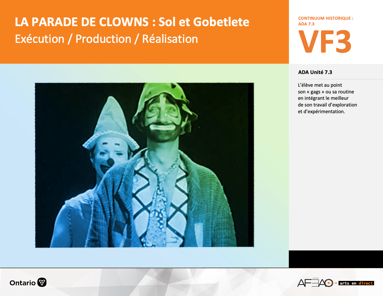 LA PARADE DE CLOWNS : Sol et Gobetlete
Exécution / Production / Réalisation
CONTINUUM HISTORIQUE :
ADA 7.3
VF3
ADA Unité 7.3
L'élève met au point
son « gags » ou sa routine
en intégrant le meilleur
de son travail d'exploration
et d'expérimentation.
Ontario
AFÉAO
arts en direct